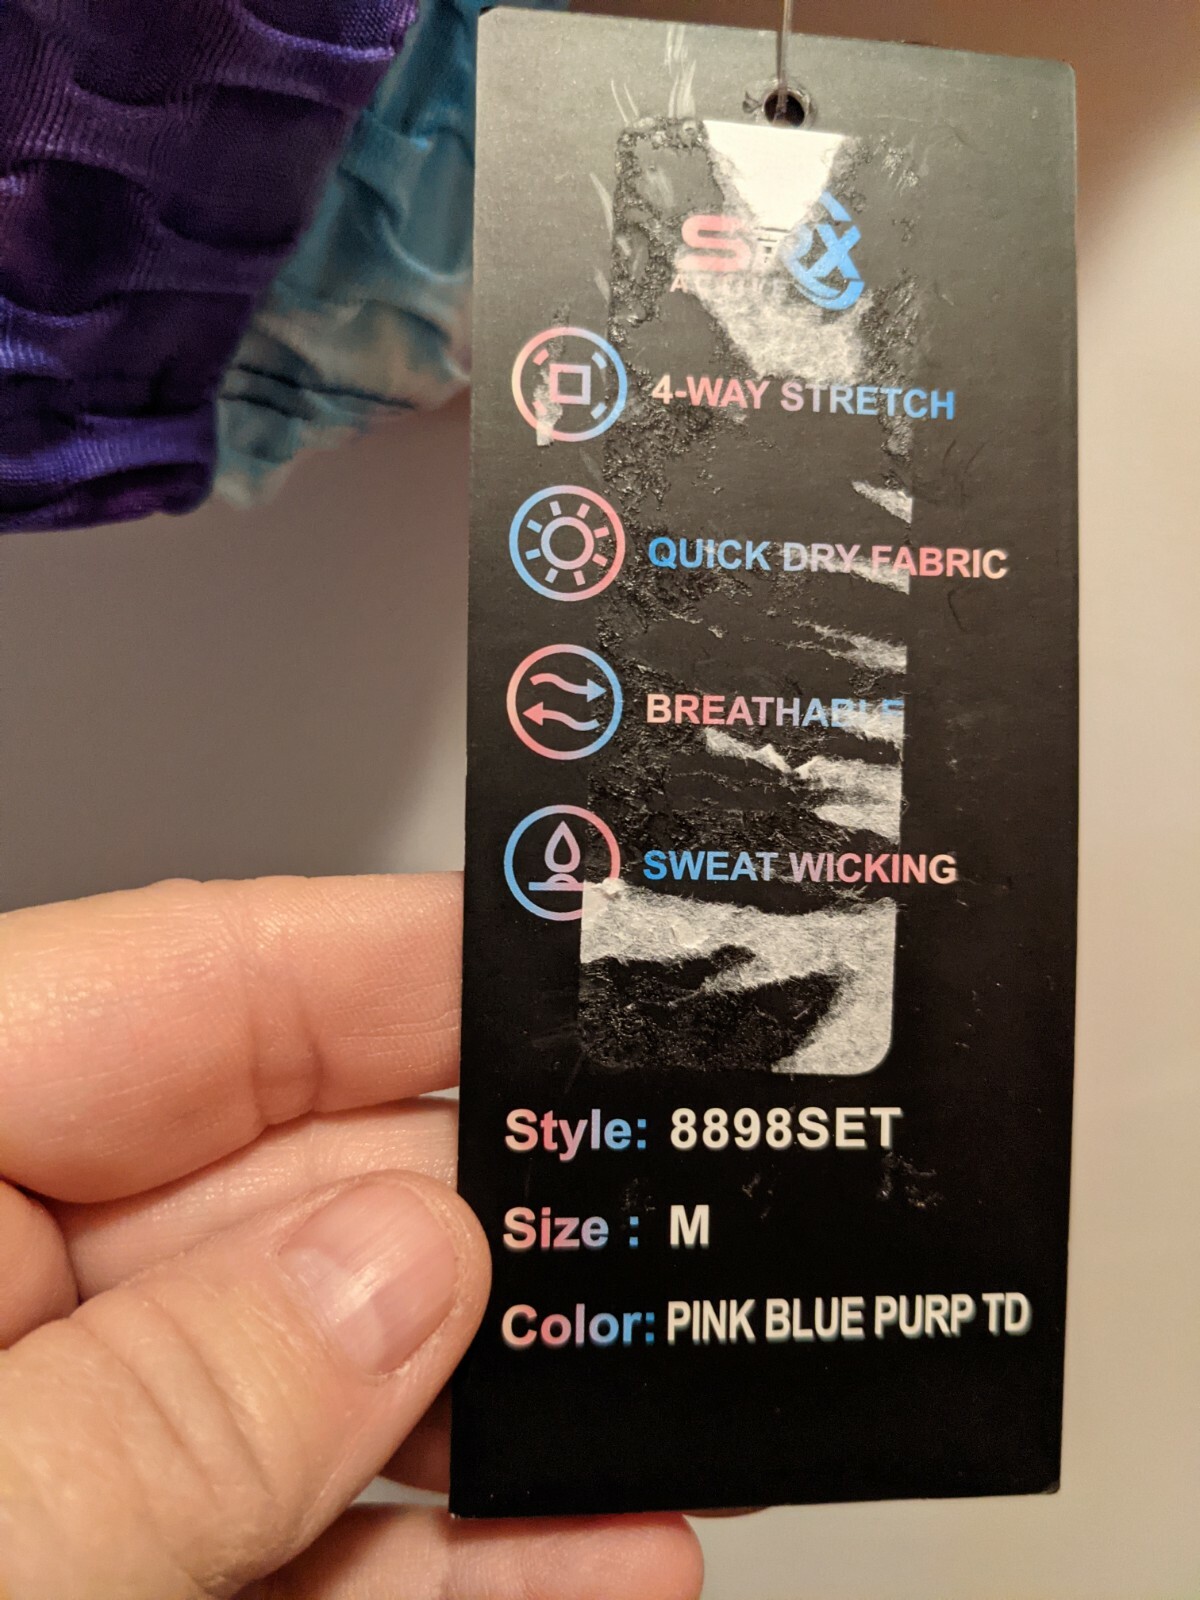 4-WAY STRETCH
QUICK DRY FABRIC
BREATHABLE
SWEAT WICKING
Style: 8898SET
Size : M
Color: PINK BLUE PURP TD